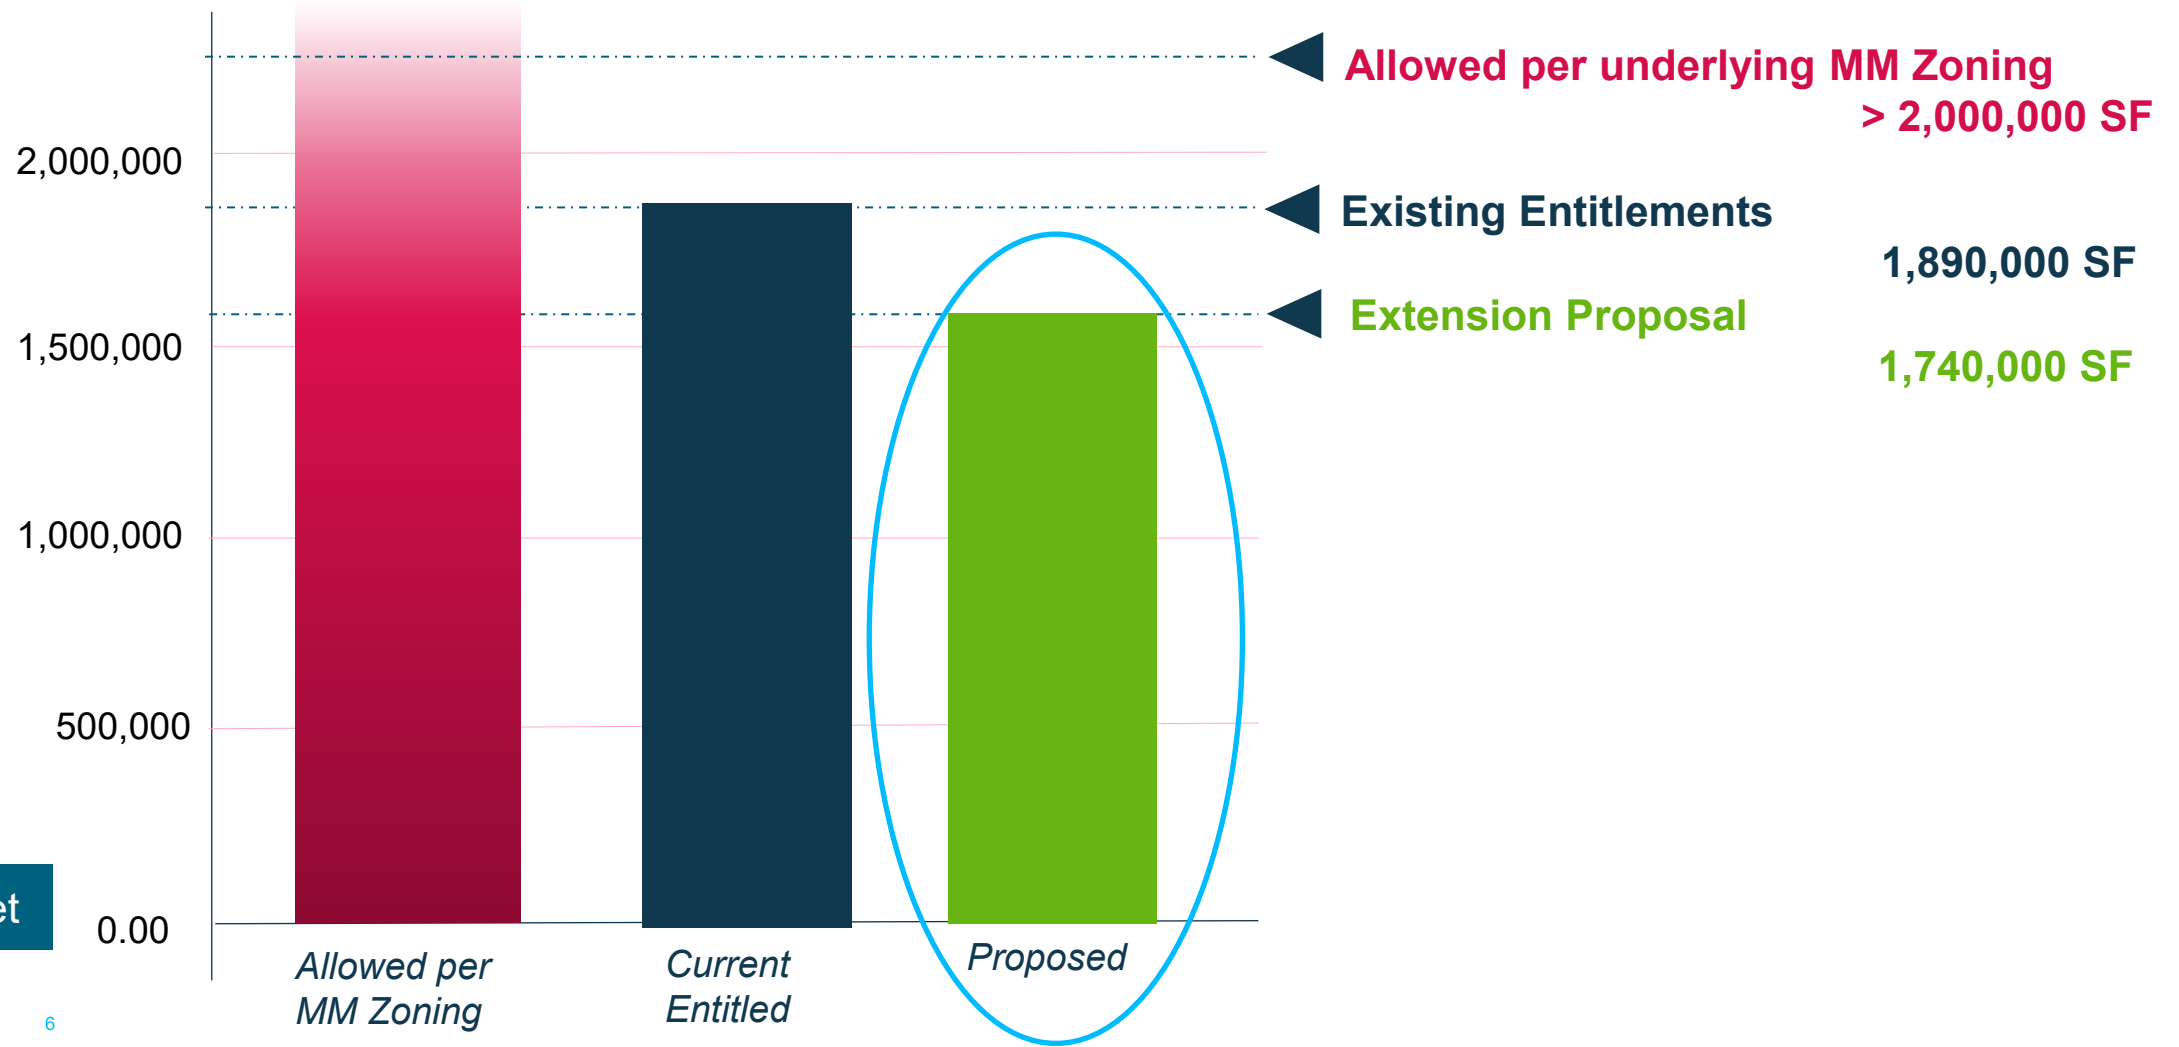 Allowed per underlying MM Zoning
> 2,000,000 SF
2,000,000
Existing Entitlements
1,890,000 SF
Extension Proposal
1,740,000 SF
1,500,000
1,000,000
500,000
et
0.00
Allowed per
MM Zoning
Current
Entitled
Proposed
6